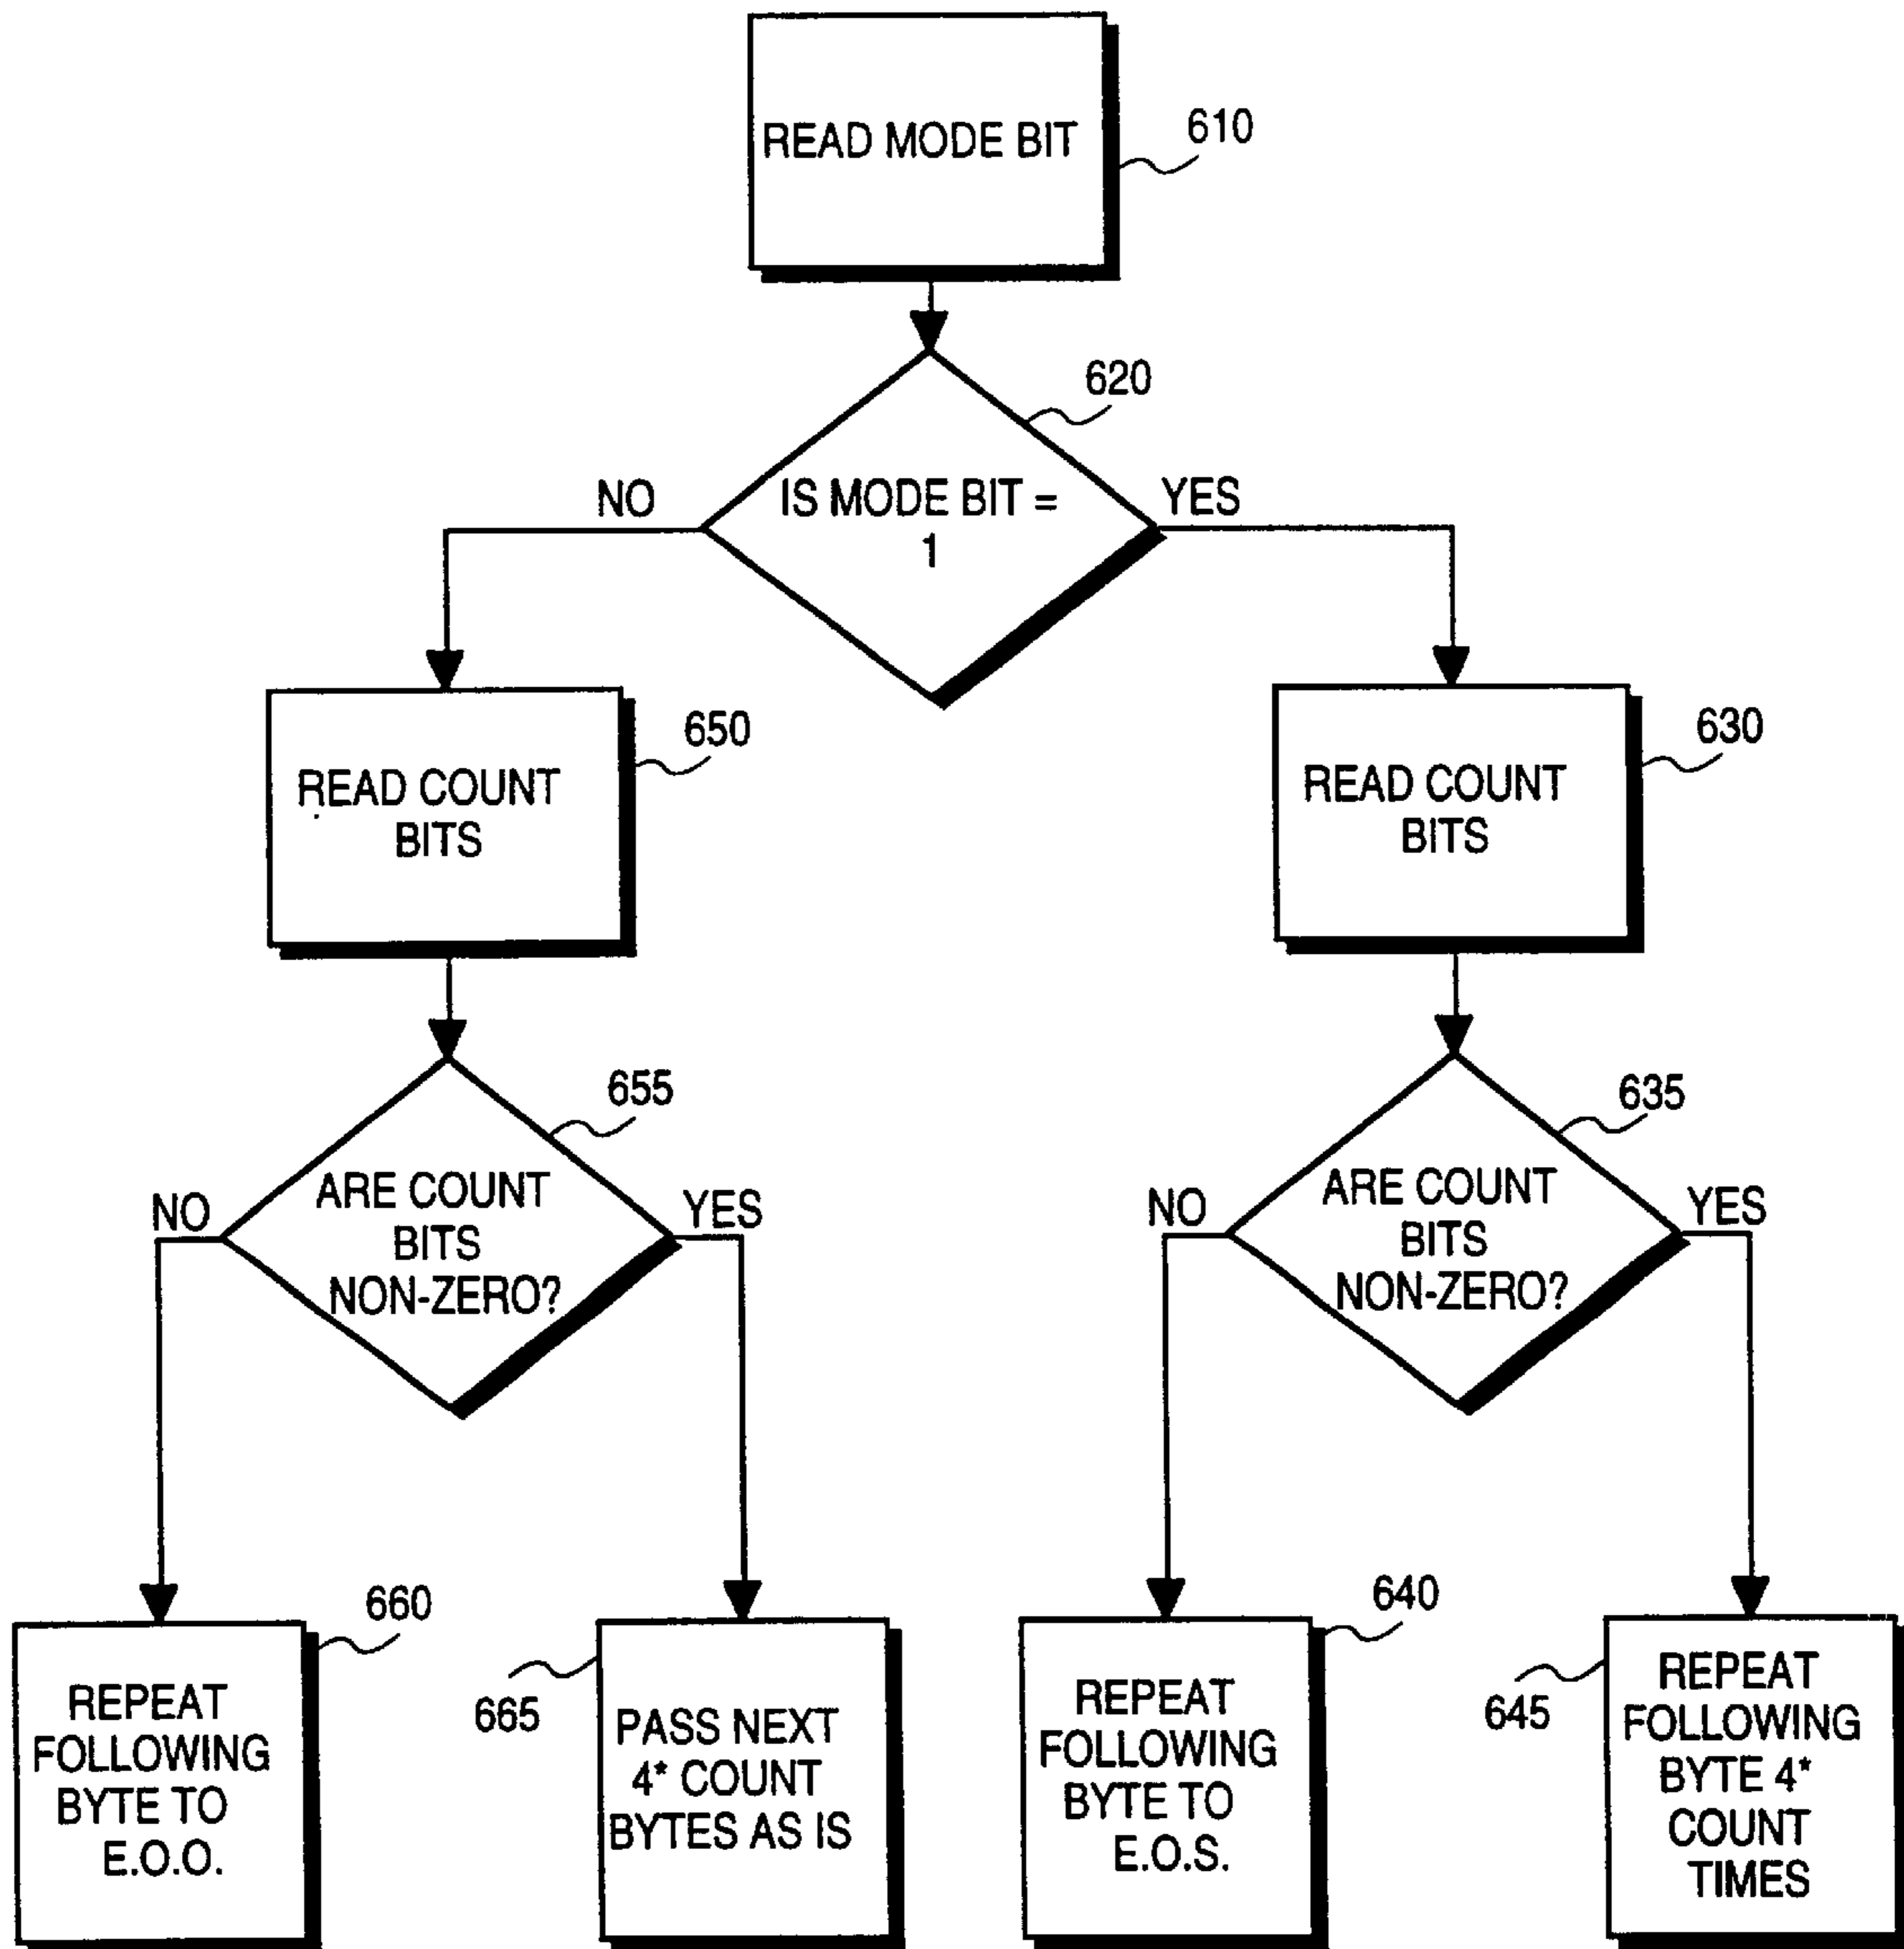 READ MODE BIT
610
620
NO
IS MODE BIT =
1
YES
650
READ COUNT
BITS
630
READ COUNT
BITS
655
NO
ARE COUNT
BITS
NON-ZERO?
YES
635
NO
ARE COUNT
BITS
NON-ZERO?
YES
660
REPEAT
FOLLOWING
BYTE TO
E.O.O.
665
PASS NEXT
4* COUNT
BYTES AS IS
640
REPEAT
FOLLOWING
BYTE TO
E.O.S.
645
REPEAT
FOLLOWING
BYTE 4*
COUNT
TIMES